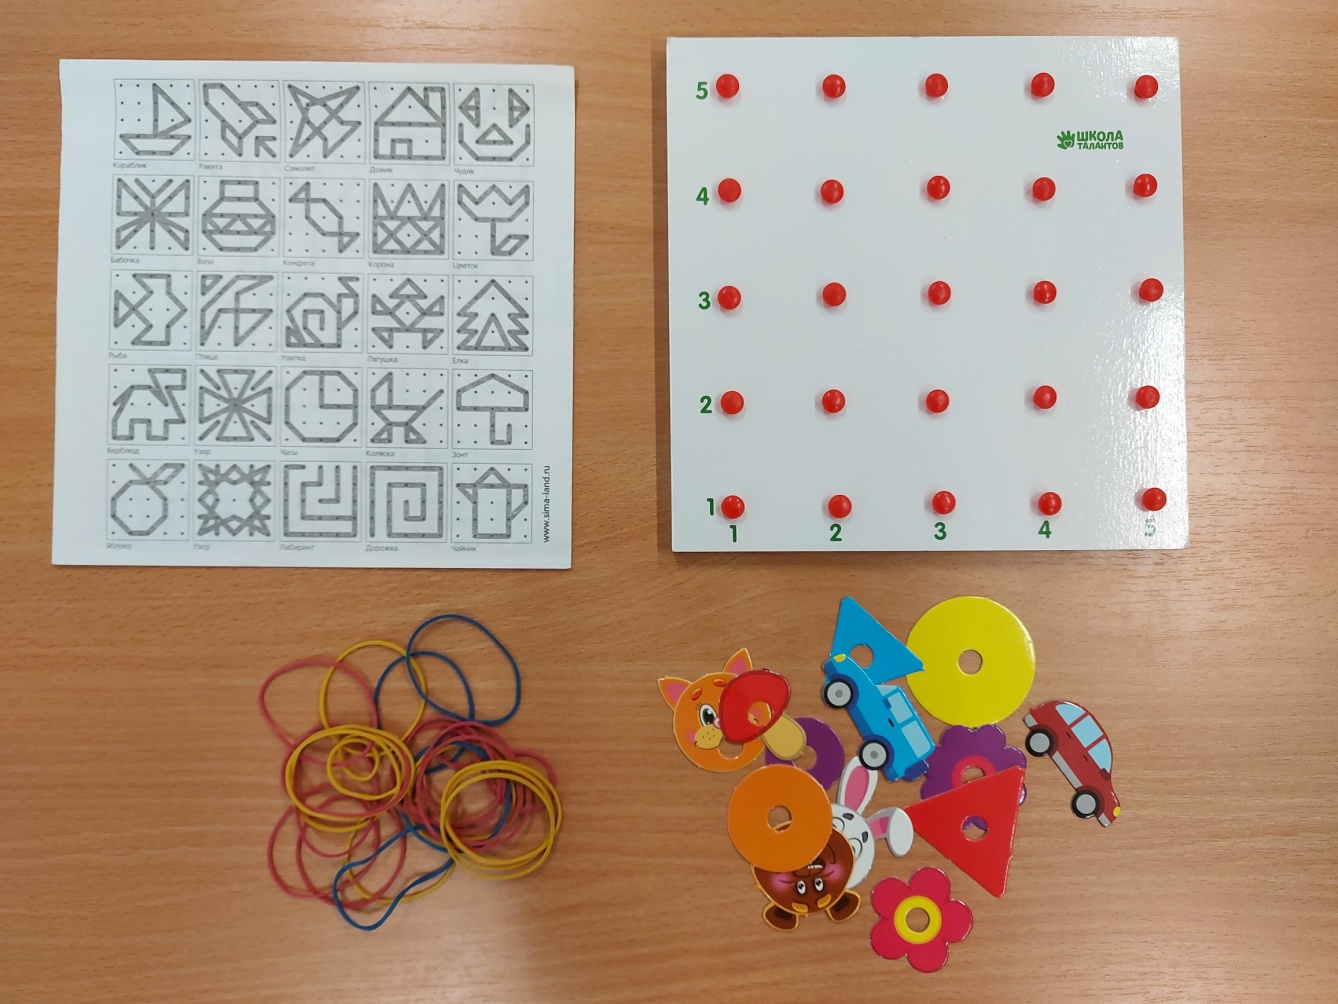 Кораблик Ракета Самолет Домик Чудик
Бабочка Ваза Конфета Корона Цветок
Рыба Птица Улитка Лягушка Елка
Верблюд Узор Часы Коляска Зонт
Яблоко Узор Лабиринт Дорожка Чайник
www.sima-land.ru
5
ШКОЛА
ТАЛАНТОВ
4
3
2
1
1 2 3 4 5